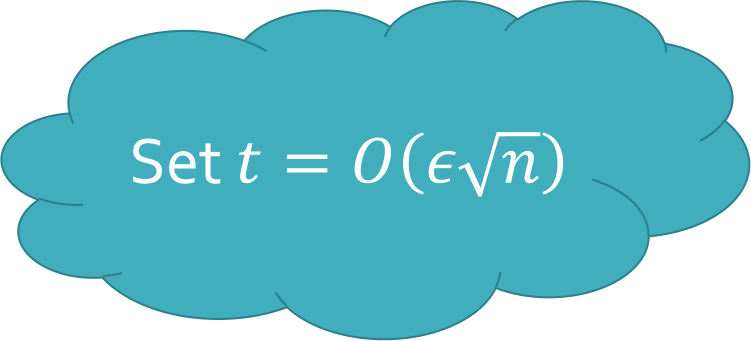 Set t = O(ϵ√n)